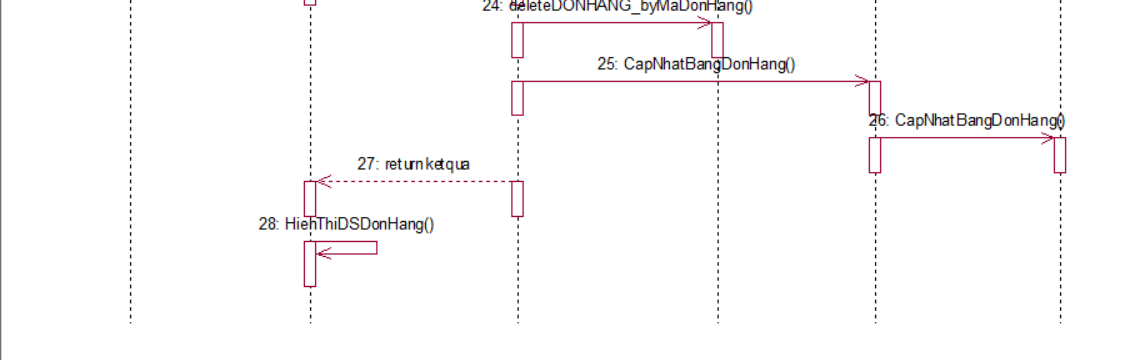 24: deleteDONHANG_byMaDonHang()
25: CapNhatBangDonHang()
26: CapNhatBangDonHang()
27: return ketqua
28: HienThiDSDonHang()